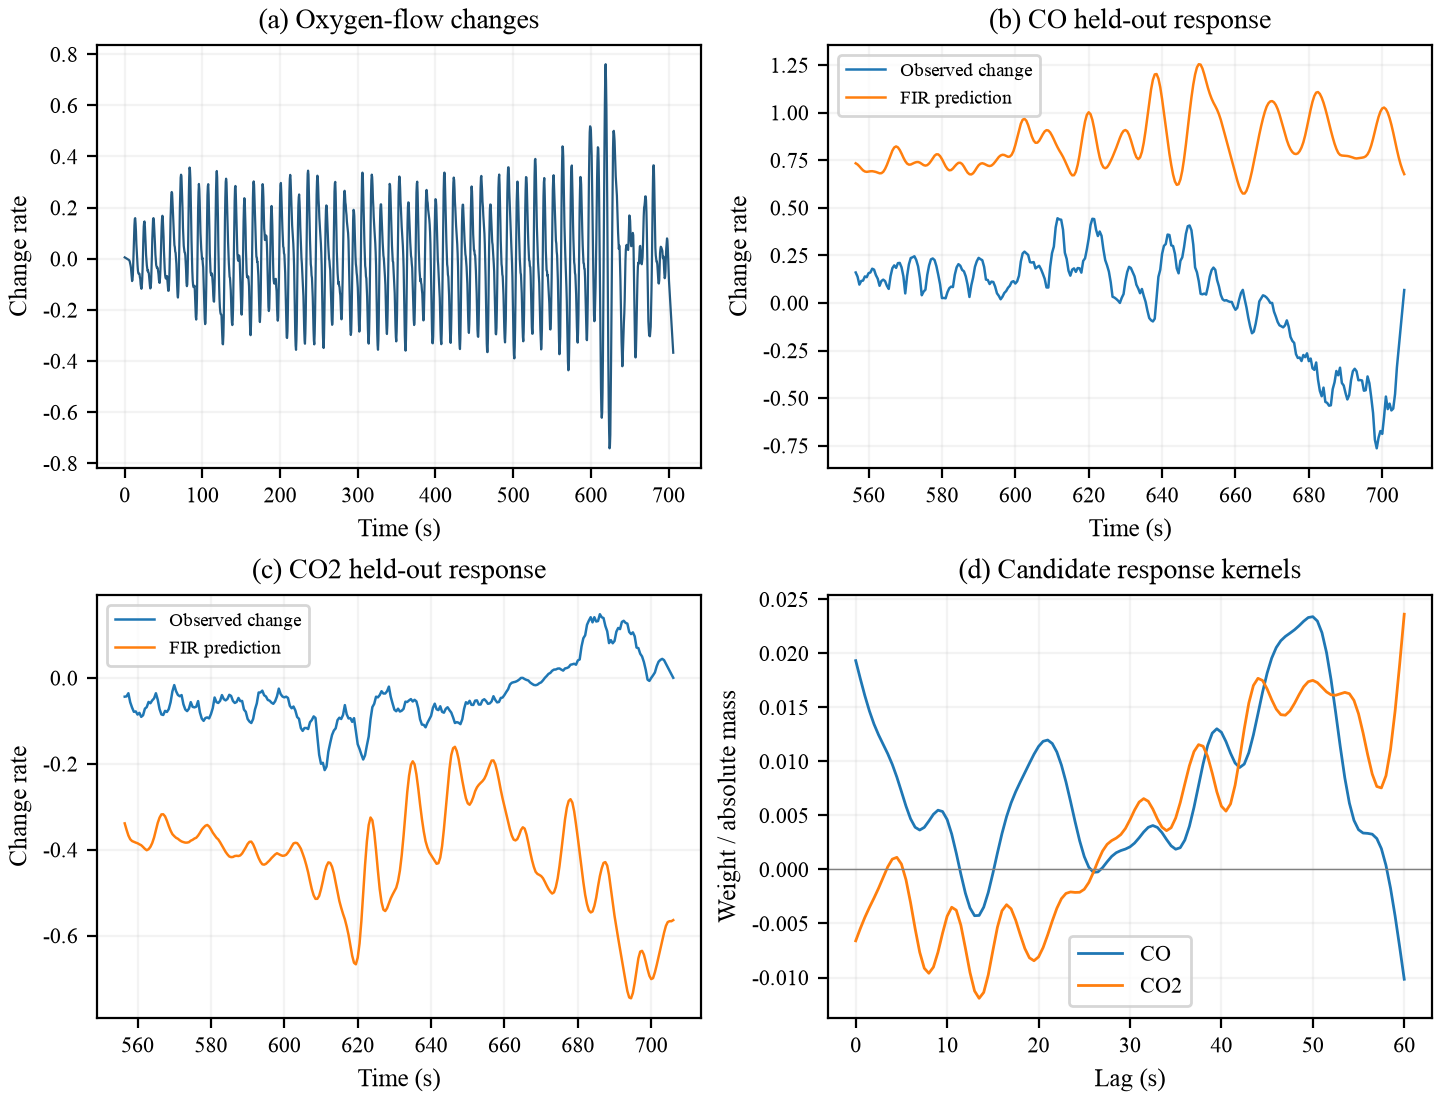 (a) Oxygen-flow changes
0.8
0.6
0.4
0.2
0.0
-0.2
-0.4
-0.6
-0.8
Change rate
0 100 200 300 400 500 600 700
Time (s)
(b) CO held-out response
Observed change
FIR prediction
1.25
1.00
0.75
0.50
0.25
0.00
-0.25
-0.50
-0.75
Change rate
560 580 600 620 640 660 680 700
Time (s)
(c) CO2 held-out response
Observed change
FIR prediction
0.0
-0.2
-0.4
-0.6
Change rate
560 580 600 620 640 660 680 700
Time (s)
(d) Candidate response kernels
0.025
0.020
0.015
0.010
0.005
0.000
-0.005
-0.010
Weight / absolute mass
CO
CO2
0 10 20 30 40 50 60
Lag (s)